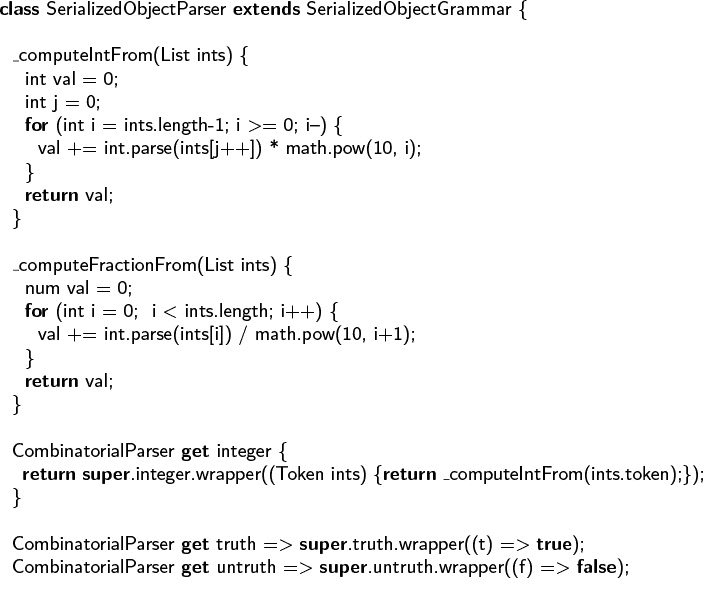 class SerializedObjectParser extends SerializedObjectGrammar {
_computeIntFrom(List ints) {
int val = 0;
int j = 0;
for (int i = ints.length-1; i >= 0; i–) {
val += int.parse(ints[j++]) * math.pow(10, i);
}
return val;
}
_computeFractionFrom(List ints) {
num val = 0;
for (int i = 0; i < ints.length; i++) {
val += int.parse(ints[i]) / math.pow(10, i+1);
}
return val;
}
CombinatorialParser get integer {
return super.integer.wrapper((Token ints) {return _computeIntFrom(ints.token);});
}
CombinatorialParser get truth => super.truth.wrapper((t) => true);
CombinatorialParser get untruth => super.untruth.wrapper((f) => false);